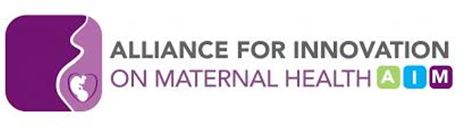 ALLIANCE FOR INNOVATION
ON MATERNAL HEALTH AIM